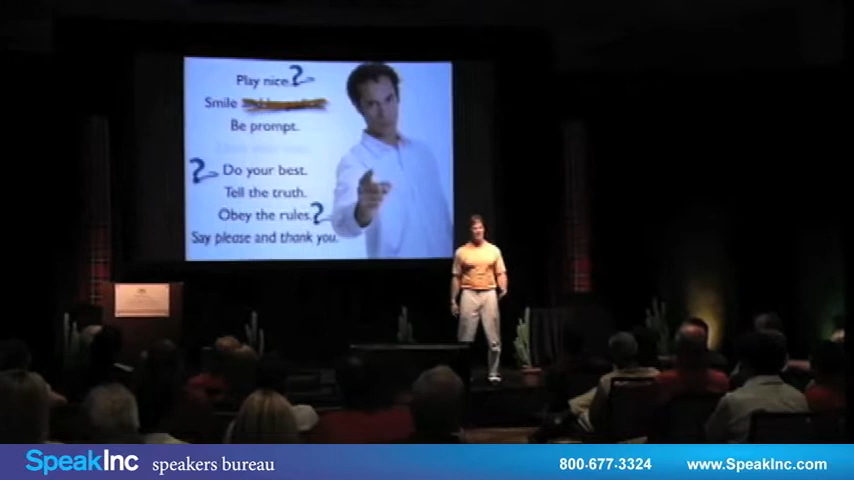 Play nice.?
Smile
Be prompt.
? Do your best.
Tell the truth.
Obey the rules.?
Say please and thank you.
SpeakInc speakers bureau 800-677-3324 www.SpeakInc.com